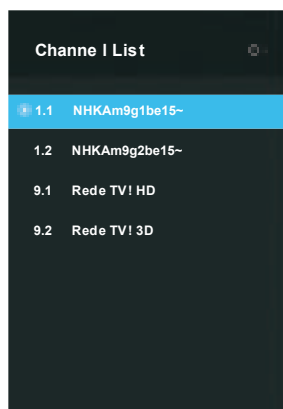 Channe l List
1.1 NHKAm9g1be15~
1.2 NHKAm9g2be15~
9.1 Rede TV! HD
9.2 Rede TV! 3D